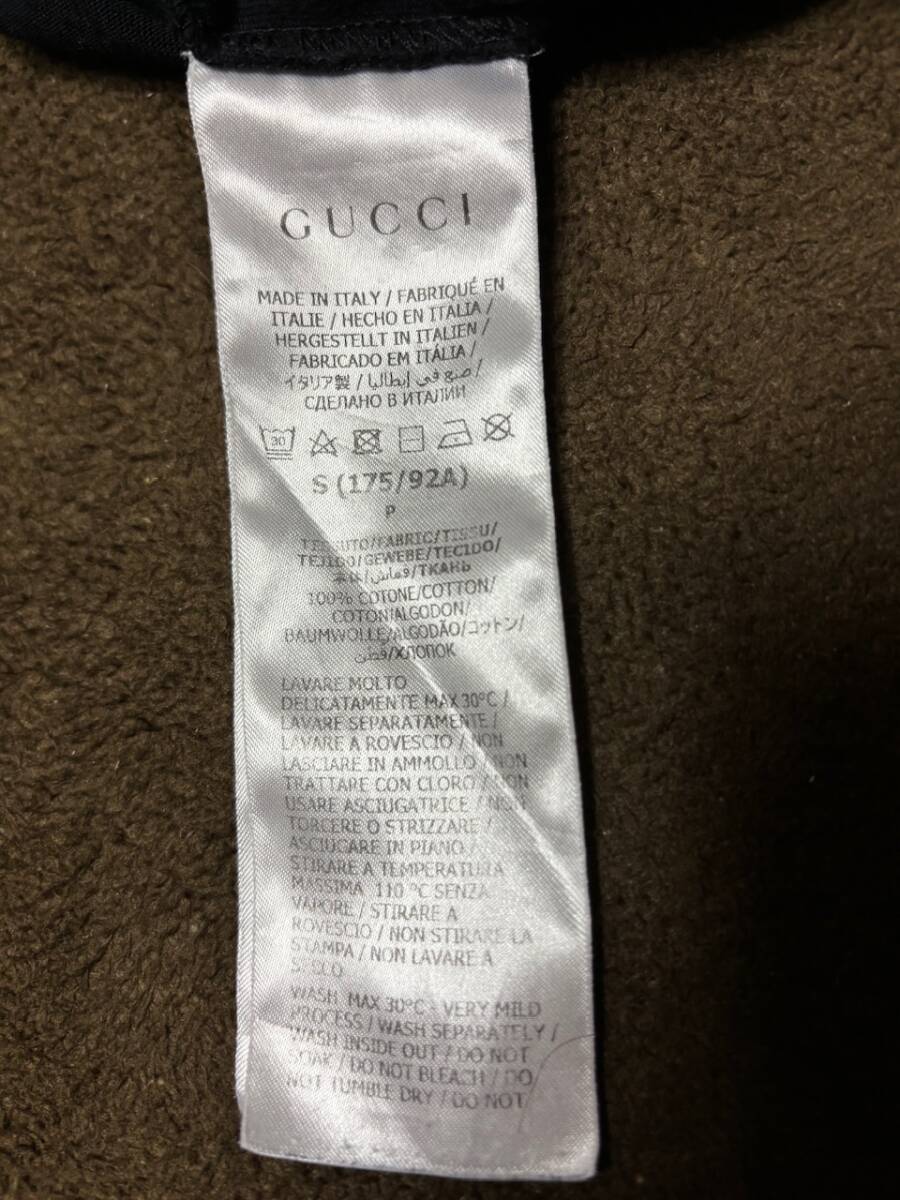 GUCCI
MADE IN ITALY / FABRIQUÉ EN
ITALIE / HECHO EN ITALIA /
HERGESTELLT IN ITALIEN /
FABRICADO EM ITÁLIA /
イタリア製 / صنع في إيطاليا /
СДЕЛАНО В ИТАЛИИ
30
S (175/92A)
P
TESSUTO/FABRIC/TISSU/
TEJIDO/GEWEBE/TECIDO/
本体/قماش/ТКАНЬ
100% COTONE/COTTON/
COTON/ALGODON/
BAUMWOLLE/ALGODÃO/コットン/
قطن/ХЛОПОК
LAVARE MOLTO
DELICATAMENTE MAX 30°C /
LAVARE SEPARATAMENTE /
LAVARE A ROVESCIO / NON
LASCIARE IN AMMOLLO / NON
TRATTARE CON CLORO / NON
USARE ASCIUGATRICE / NON
TORCERE O STRIZZARE /
ASCIUCARE IN PIANO /
STIRARE A TEMPERATURA
MASSIMA 110 °C SENZA
VAPORE / STIRARE A
ROVESCIO / NON STIRARE LA
STAMPA / NON LAVARE A
SECCO
WASH MAX 30°C - VERY MILD
PROCESS / WASH SEPARATELY /
WASH INSIDE OUT / DO NOT
SOAK / DO NOT BLEACH / DO
NOT TUMBLE DRY / DO NOT